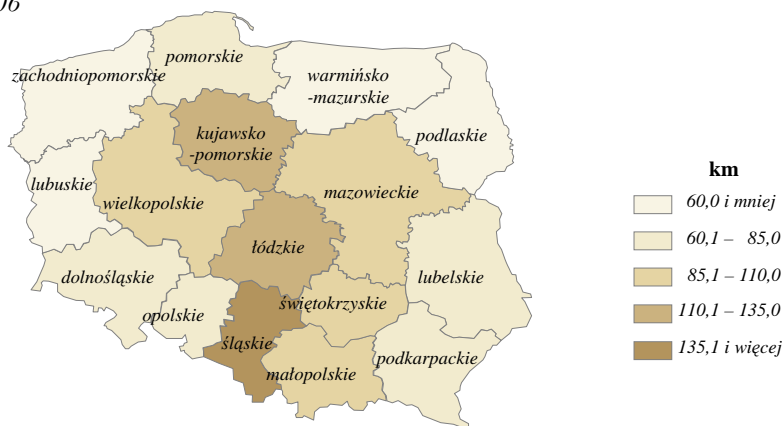 06
pomorskie
zachodniopomorskie
warmińsko
-mazurskie
kujawsko
-pomorskie
podlaskie
lubuskie
wielkopolskie
mazowieckie
łódzkie
dolnośląskie
lubelskie
opolskie
świętokrzyskie
śląskie
małopolskie
podkarpackie
km
60,0 i mniej
60,1 – 85,0
85,1 – 110,0
110,1 – 135,0
135,1 i więcej